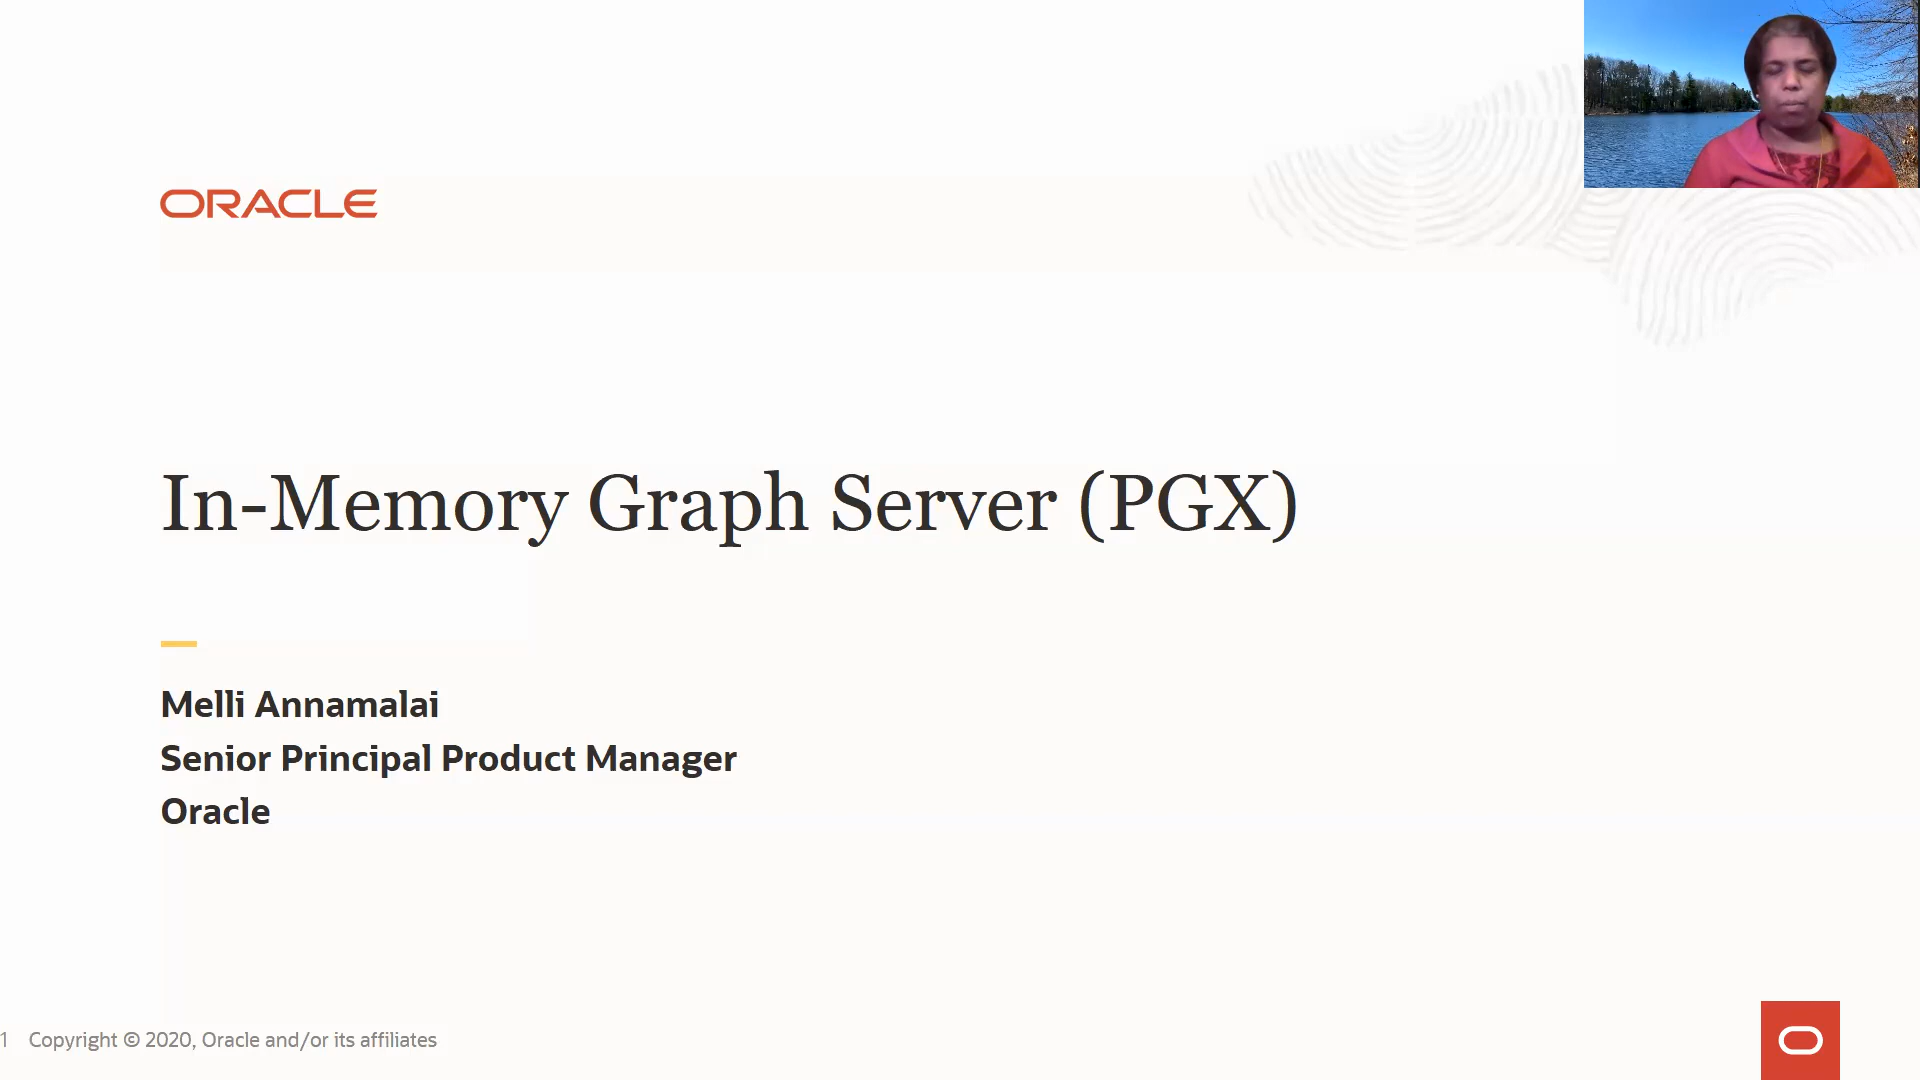 ORACLE
In-Memory Graph Server (PGX)
Melli Annamalai
Senior Principal Product Manager
Oracle
1 Copyright © 2020, Oracle and/or its affiliates